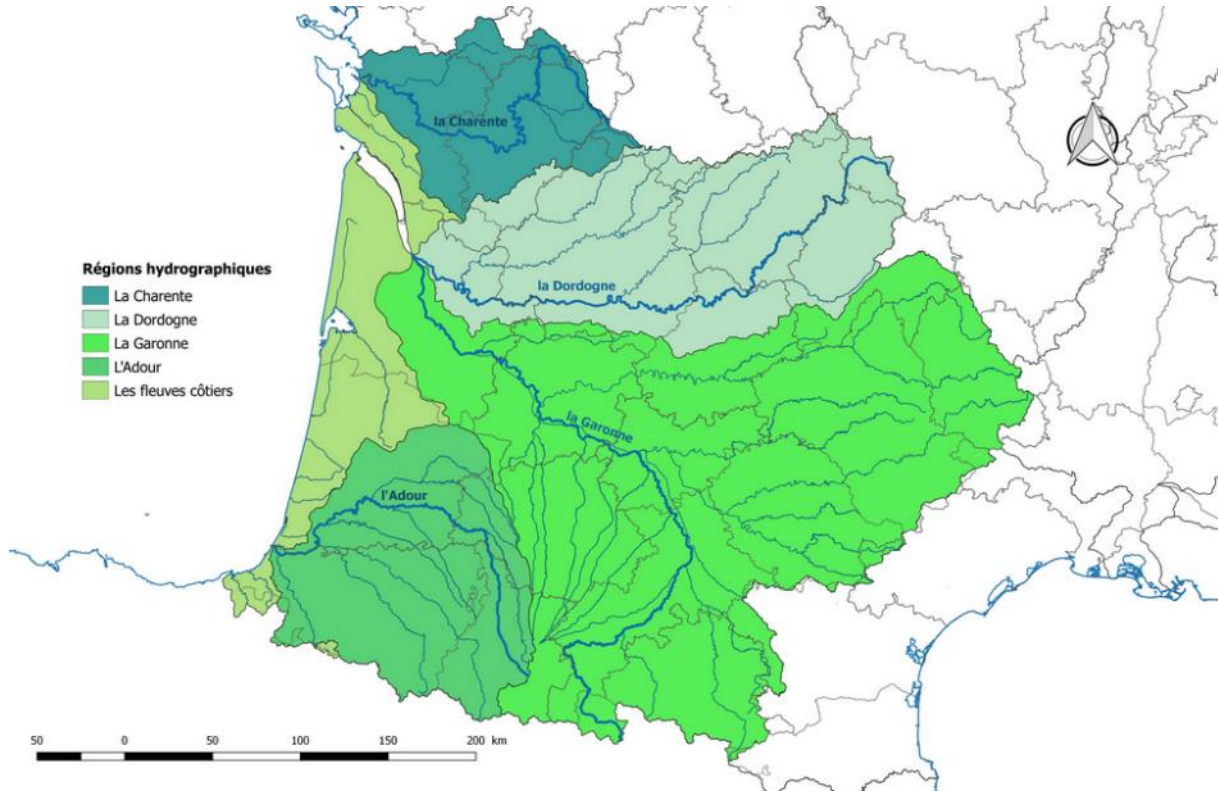 la Charente
la Dordogne
Régions hydrographiques
La Charente
La Dordogne
La Garonne
L'Adour
Les fleuves côtiers
la Garonne
l'Adour
50 0 50 100 150 200 km